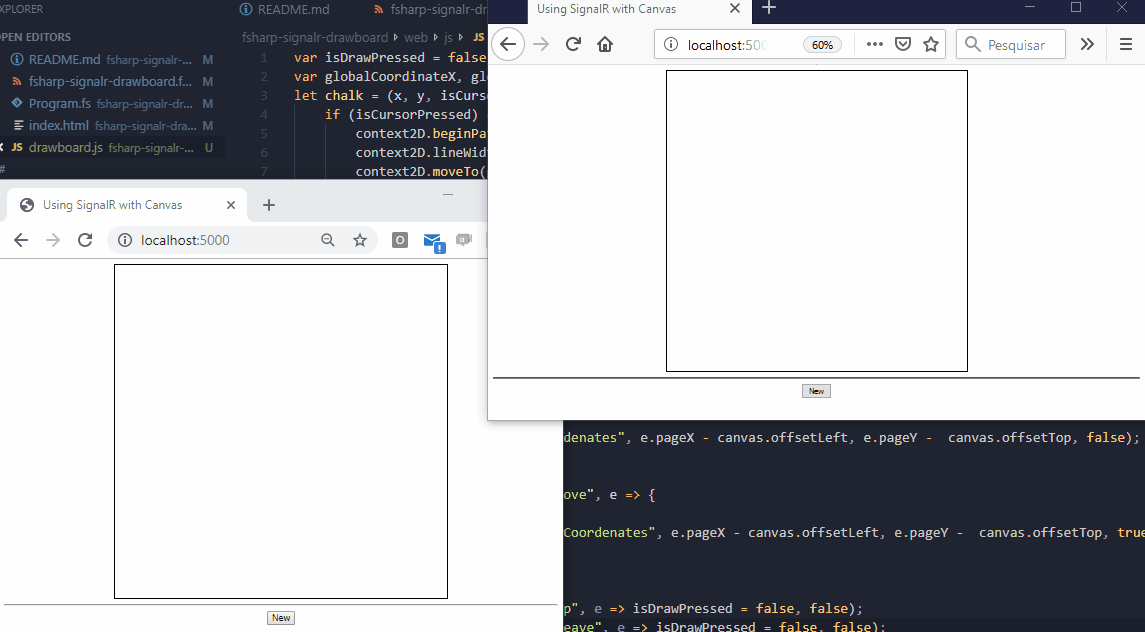 XPLORER
PEN EDITORS
README.md fsharp-signalr-... M
fsharp-signalr-drawboard.f... M
Program.fs fsharp-signalr-dr... M
index.html fsharp-signalr-dra... M
JS drawboard.js fsharp-signalr-... U
README.md
fsharp-signalr-d
fsharp-signalr-drawboard web js JS
1 var isDrawPressed = false
2 var globalCoordinateX, glo
3 let chalk = (x, y, isCurs
4 if (isCursorPressed)
5 context2D.beginPa
6 context2D.lineWid
7 context2D.moveTo(
Using SignalR with Canvas
localhost:500
60%
Pesquisar
New
Using SignalR with Canvas
localhost:5000
O
New
denates", e.pageX - canvas.offsetLeft, e.pageY - canvas.offsetTop, false);
ove", e => {
Coordenates", e.pageX - canvas.offsetLeft, e.pageY - canvas.offsetTop, true
p", e => isDrawPressed = false, false);
eave", e => isDrawPressed = false, false);